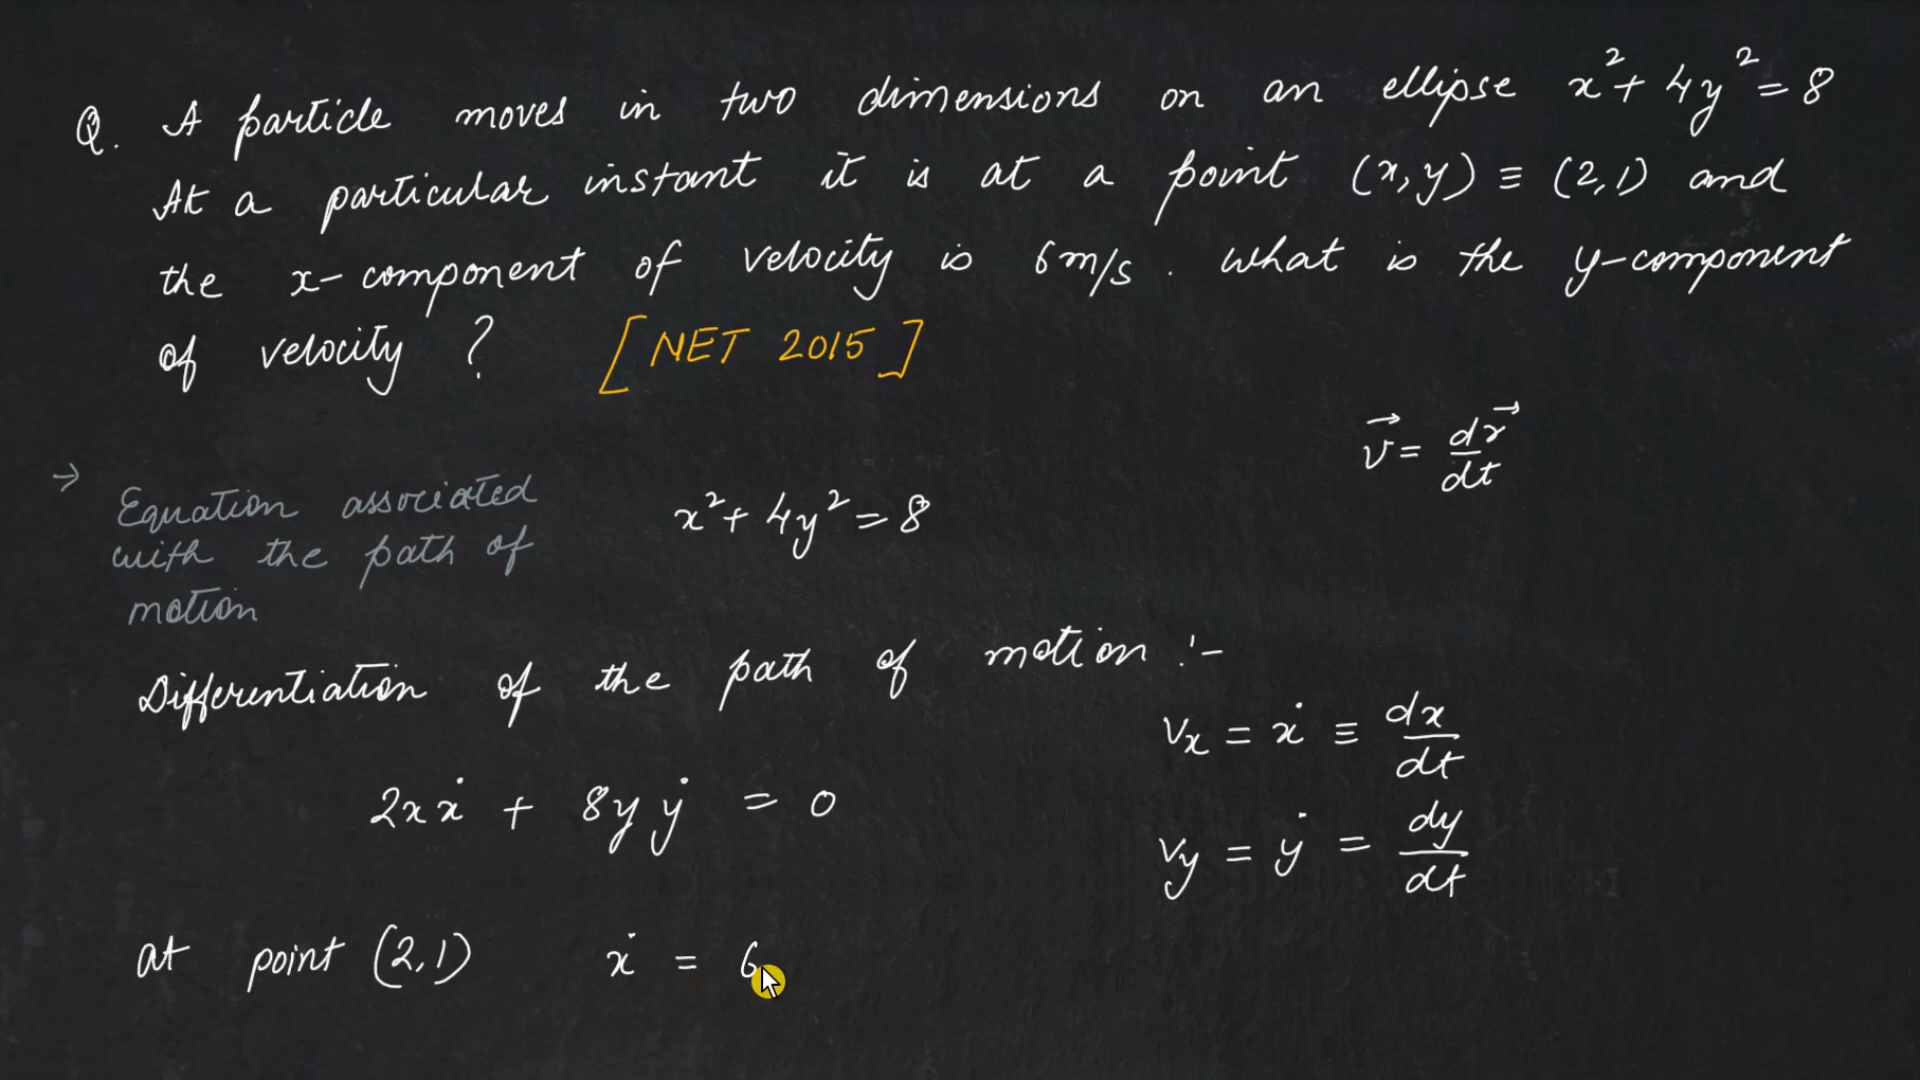 Q. A particle moves in two dimensions on an ellipse x² + 4y² = 8
At a particular instant it is at a point (x,y) ≡ (2,1) and
the x-component of velocity is 6m/s. what is the y-component
of velocity ? [NET 2015]
v⃗ = dr⃗/dt
→ Equation associated
with the path of
motion
x² + 4y² = 8
Differentiation of the path of motion :-
2xẋ + 8yẏ = 0
vx = ẋ ≡ dx/dt
vy = ẏ = dy/dt
at point (2,1) ẋ = 6